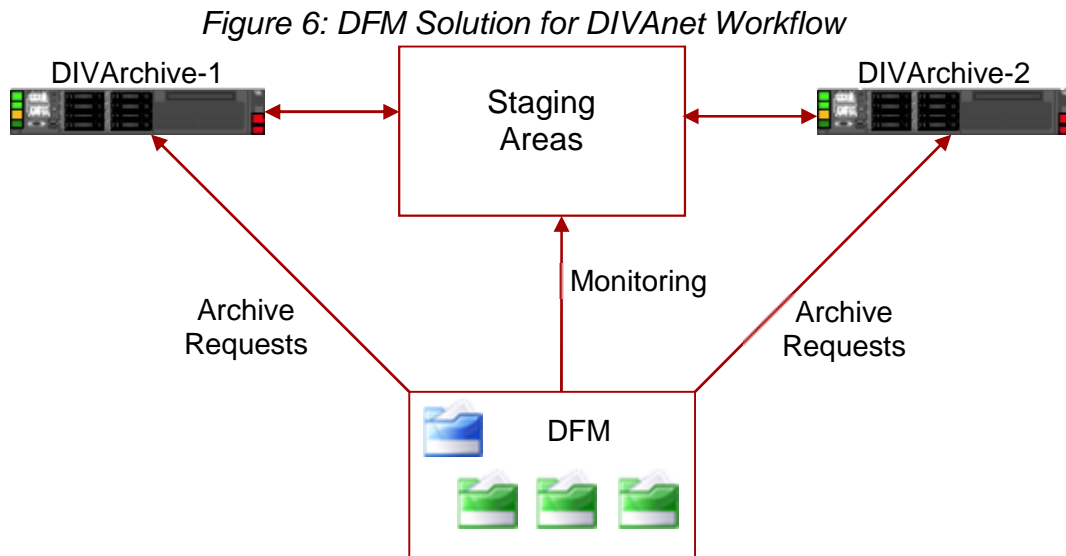 Figure 6: DFM Solution for DIVAnet Workflow
DIVArchive-1
DIVArchive-2
Staging
Areas
Monitoring
Archive
Requests
Archive
Requests
DFM